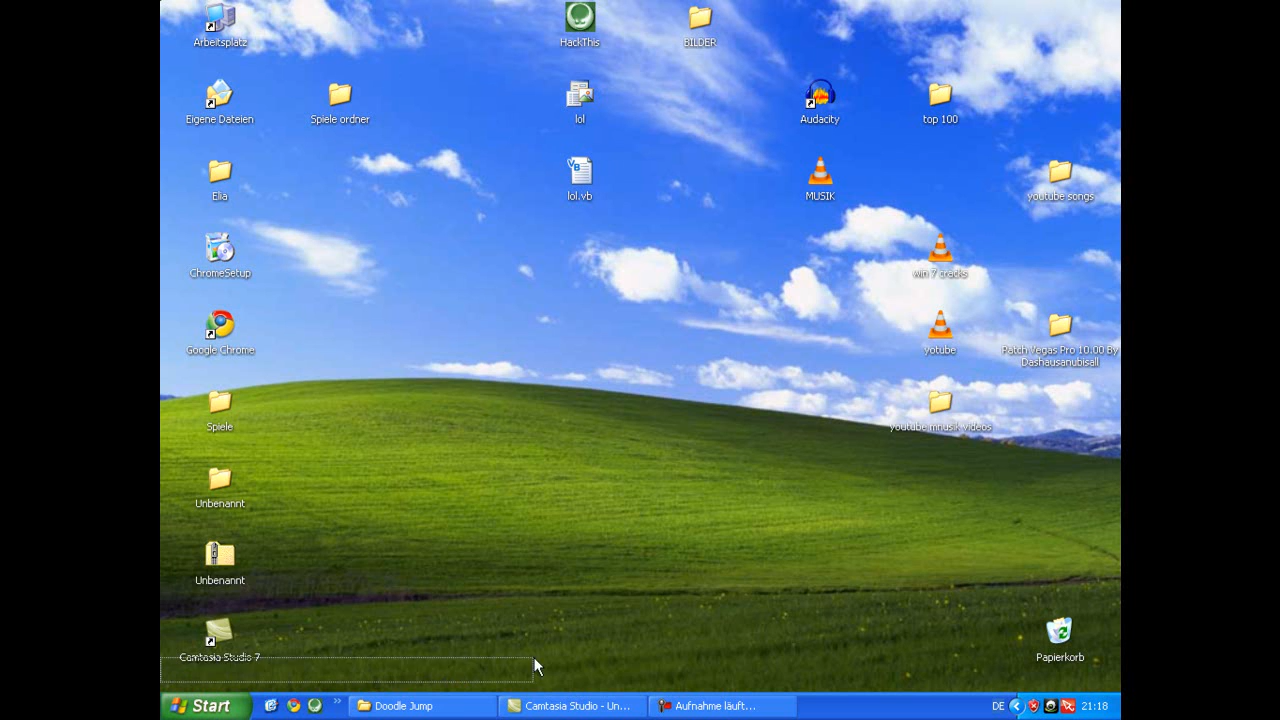 Arbeitsplatz
HackThis
BILDER
Eigene Dateien
Spiele ordner
lol
Audacity
top 100
Elia
lol.vb
MUSIK
youtube songs
ChromeSetup
win 7 cracks
Google Chrome
yotube
Patch Vegas Pro 10.00 By
Dashausanubisall
Spiele
youtube mnusik videos
Unbenannt
Unbenannt
Camtasia Studio 7
Papierkorb
Start
Doodle Jump
Camtasia Studio - Un...
Aufnahme läuft...
DE
21:18